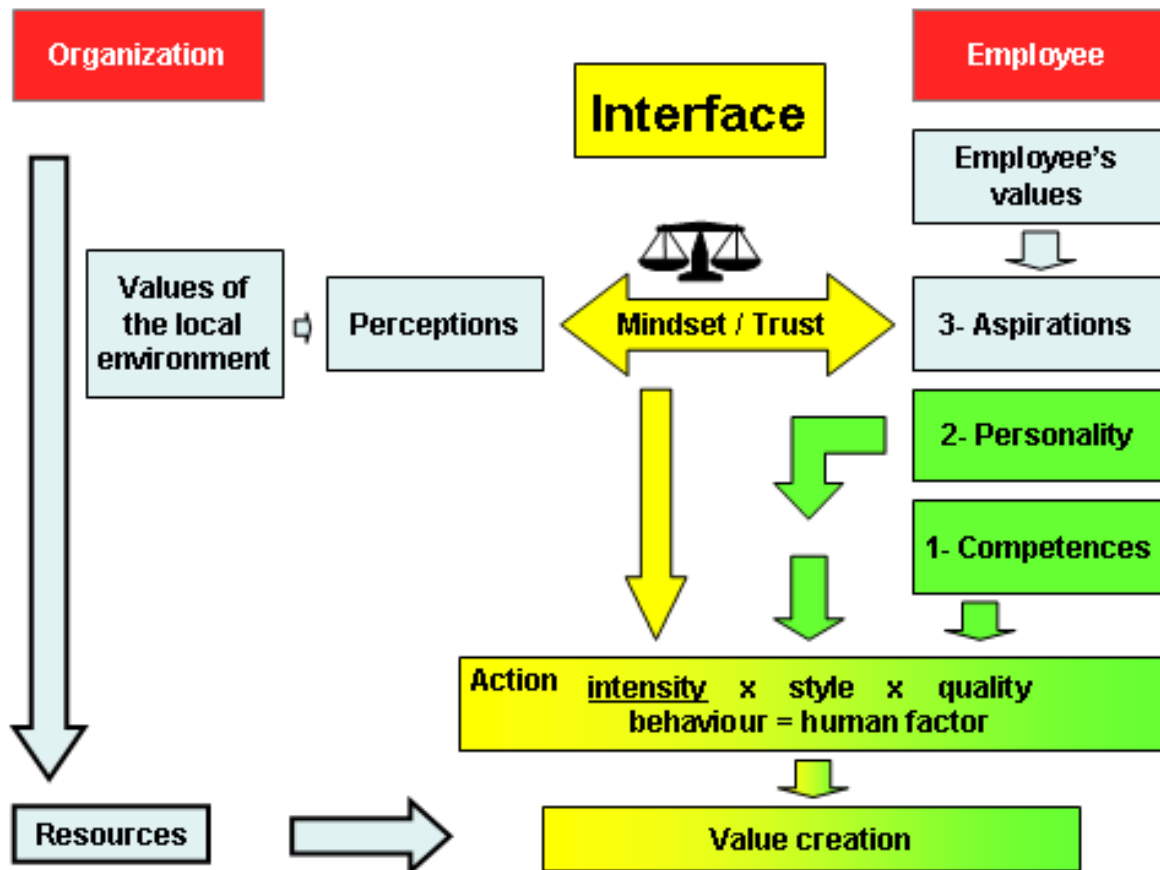 Organization
Employee
Interface
Employee's
values
Values of
the local
environment
Perceptions
Mindset / Trust
3- Aspirations
2- Personality
1- Competences
Action intensity x style x quality
behaviour = human factor
Resources
Value creation